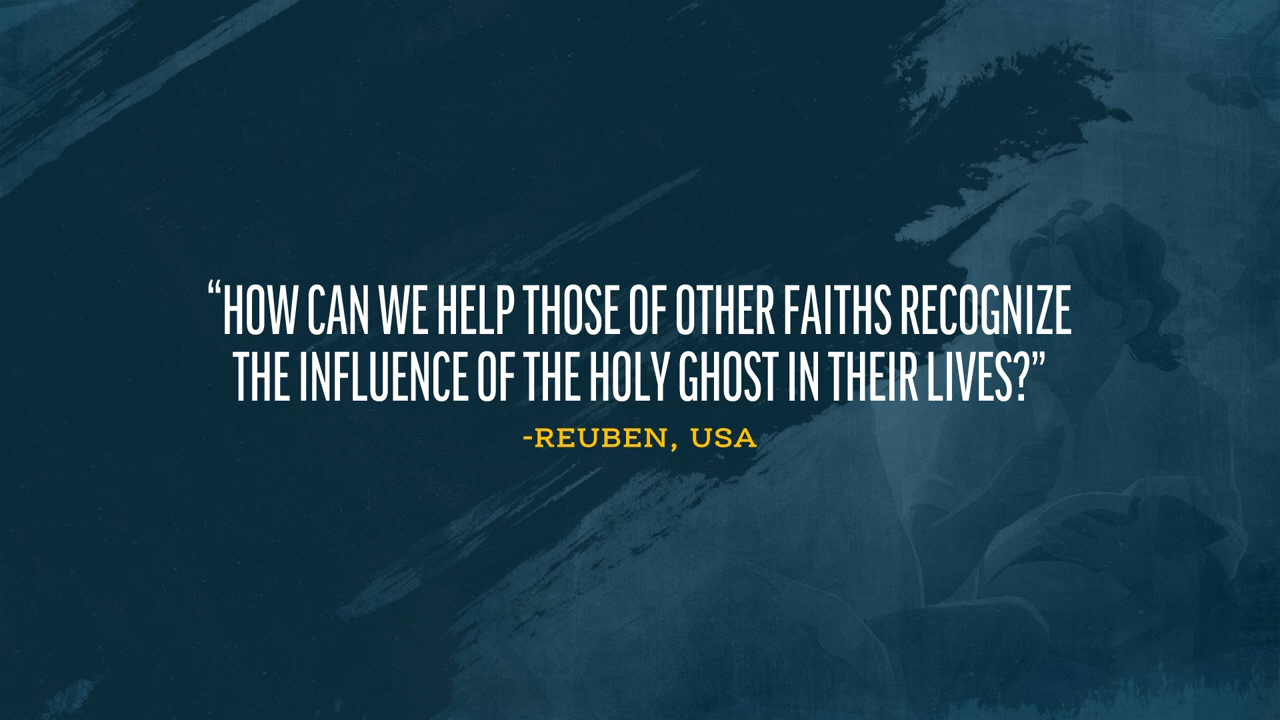 “HOW CAN WE HELP THOSE OF OTHER FAITHS RECOGNIZE
THE INFLUENCE OF THE HOLY GHOST IN THEIR LIVES?”
-REUBEN, USA